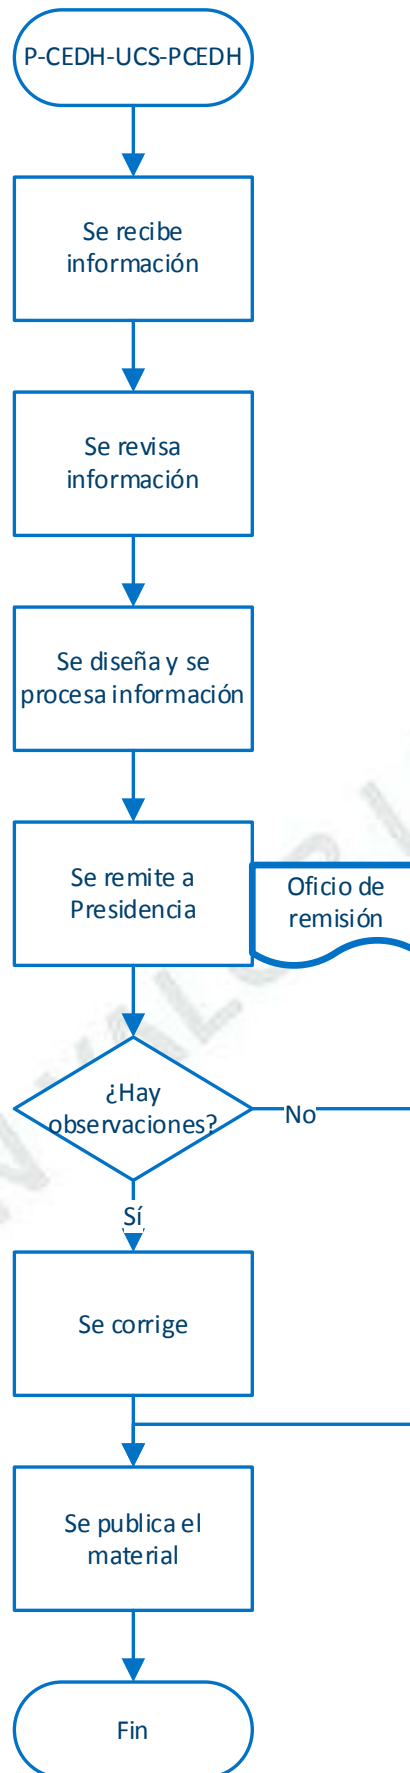 P-CEDH-UCS-PCEDH
Se recibe
información
Se revisa
información
Se diseña y se
procesa información
Se remite a
Presidencia
Oficio de
remisión
¿Hay
observaciones?
No
Sí
Se corrige
Se publica el
material
Fin